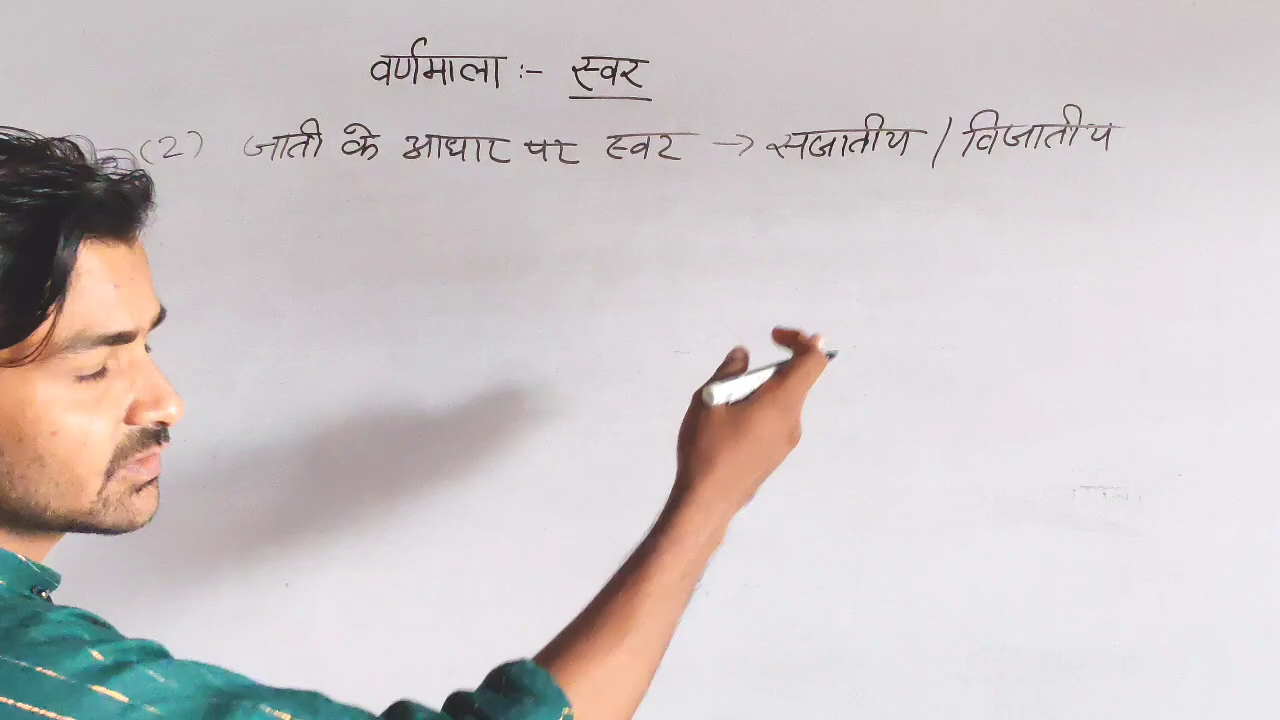 वर्णमाला :- स्वर
(2) जाती के आधार पर स्वर → सजातीय / विजातीय